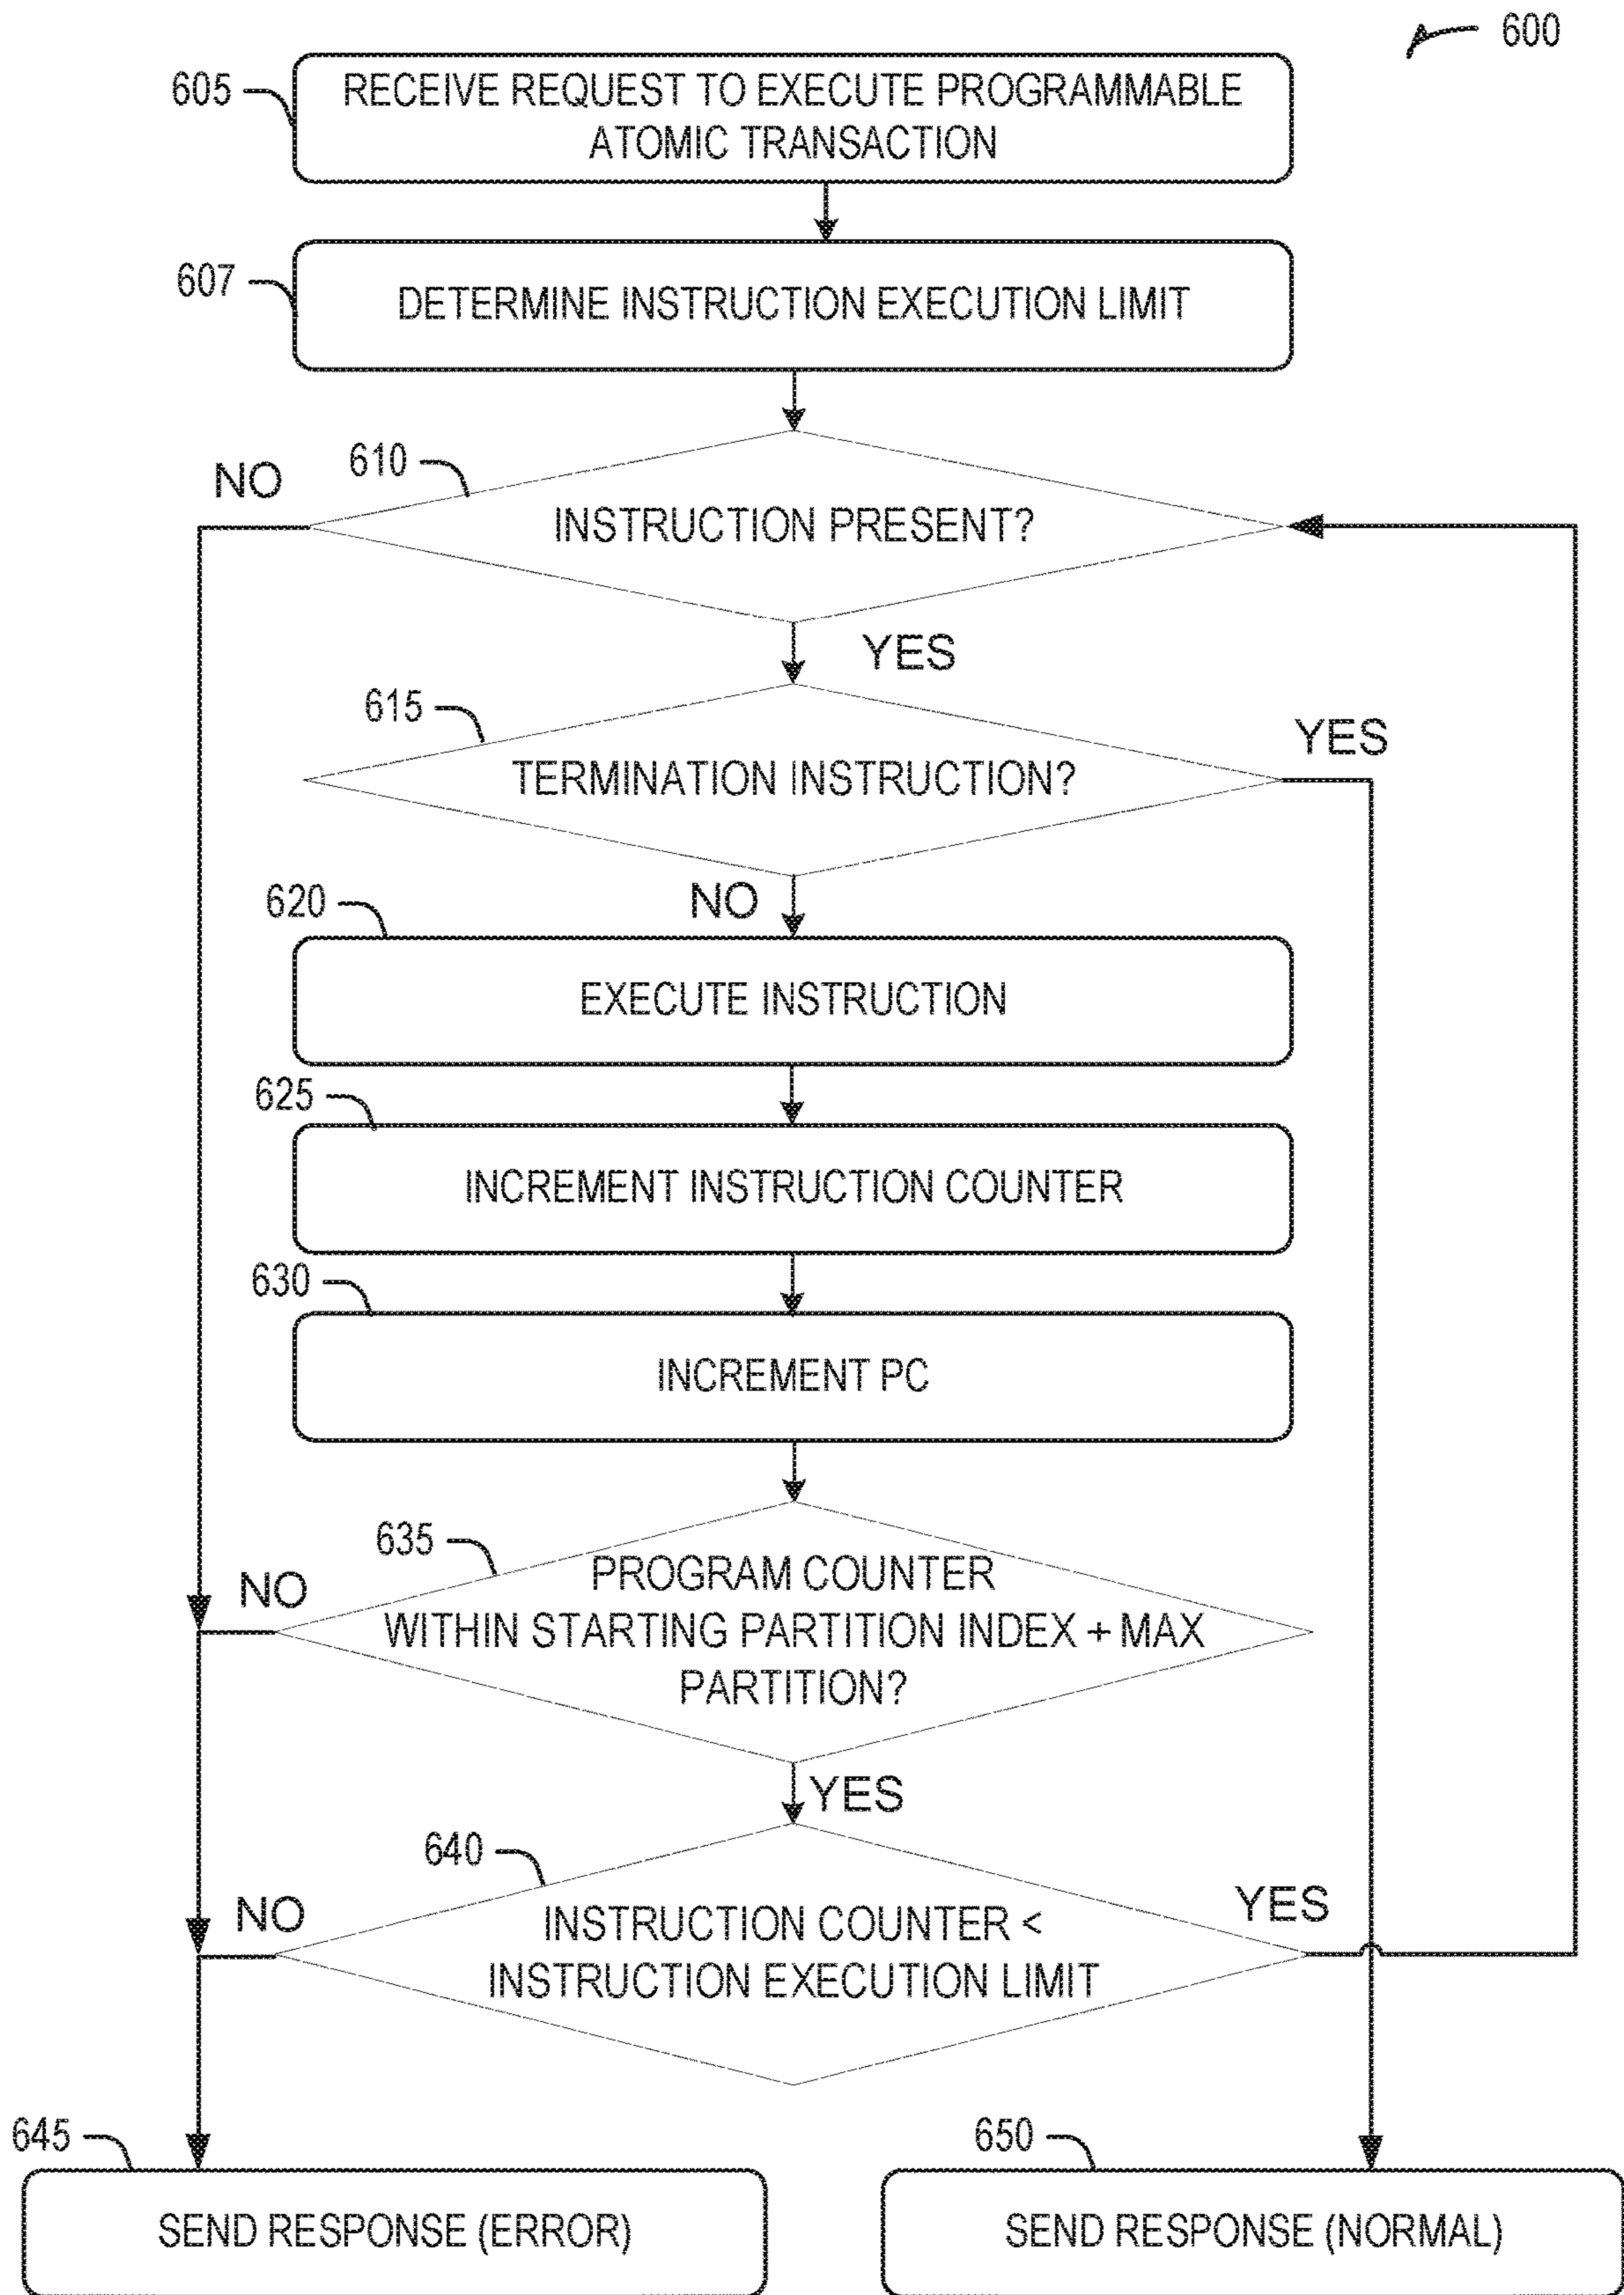 600
605
RECEIVE REQUEST TO EXECUTE PROGRAMMABLE
ATOMIC TRANSACTION
607
DETERMINE INSTRUCTION EXECUTION LIMIT
610
NO
INSTRUCTION PRESENT?
YES
615
YES
TERMINATION INSTRUCTION?
NO
620
EXECUTE INSTRUCTION
625
INCREMENT INSTRUCTION COUNTER
630
INCREMENT PC
635
NO
PROGRAM COUNTER
WITHIN STARTING PARTITION INDEX + MAX
PARTITION?
YES
640
NO
YES
INSTRUCTION COUNTER <
INSTRUCTION EXECUTION LIMIT
645
650
SEND RESPONSE (ERROR)
SEND RESPONSE (NORMAL)